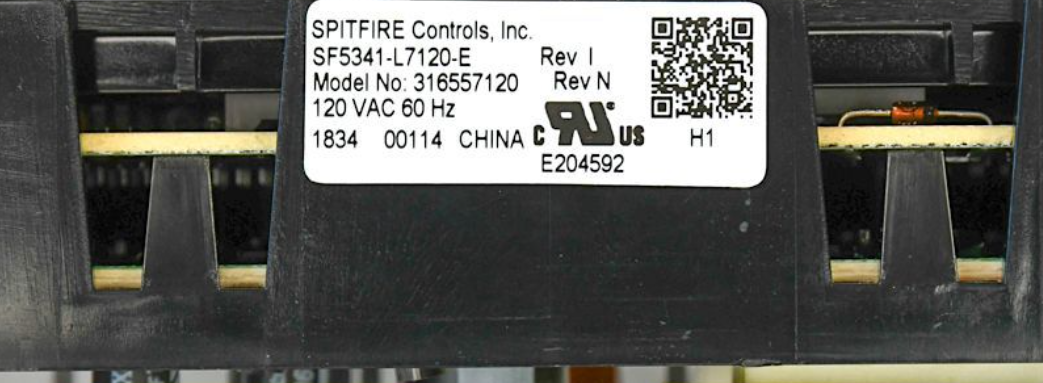 SPITFIRE Controls, Inc.
SF5341-L7120-E Rev I
Model No: 316557120 Rev N
120 VAC 60 Hz
1834 00114 CHINA C RU US H1
E204592